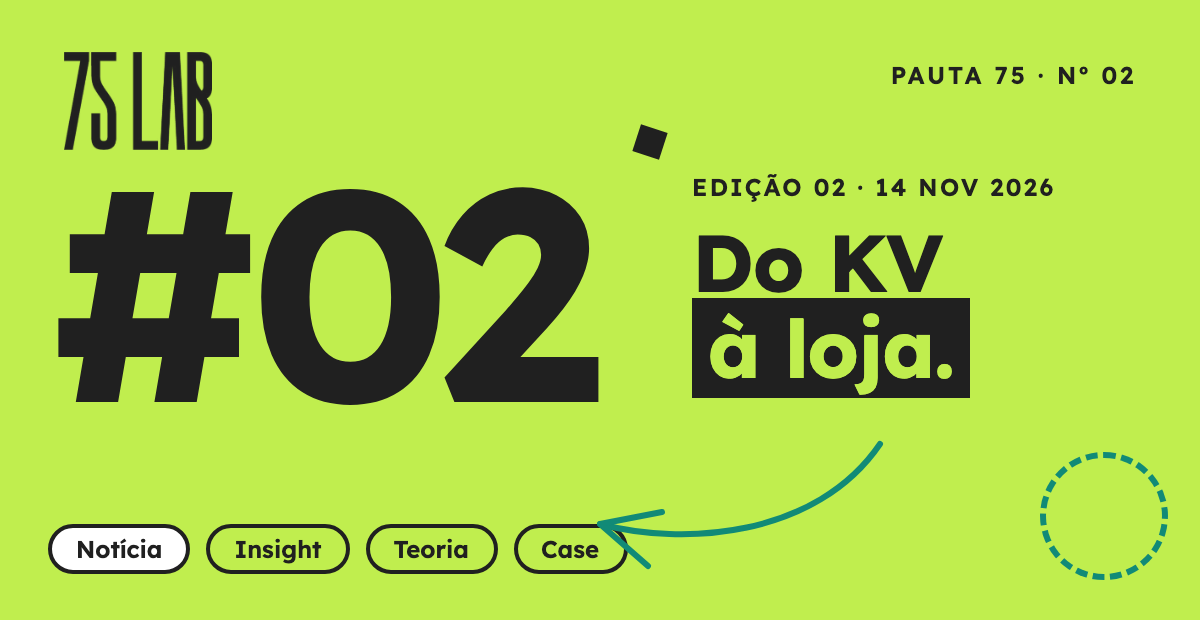 75 LAB
PAUTA 75 · Nº 02
#02
EDIÇÃO 02 · 14 NOV 2026
Do KV
à loja.
Notícia
Insight
Teoria
Case